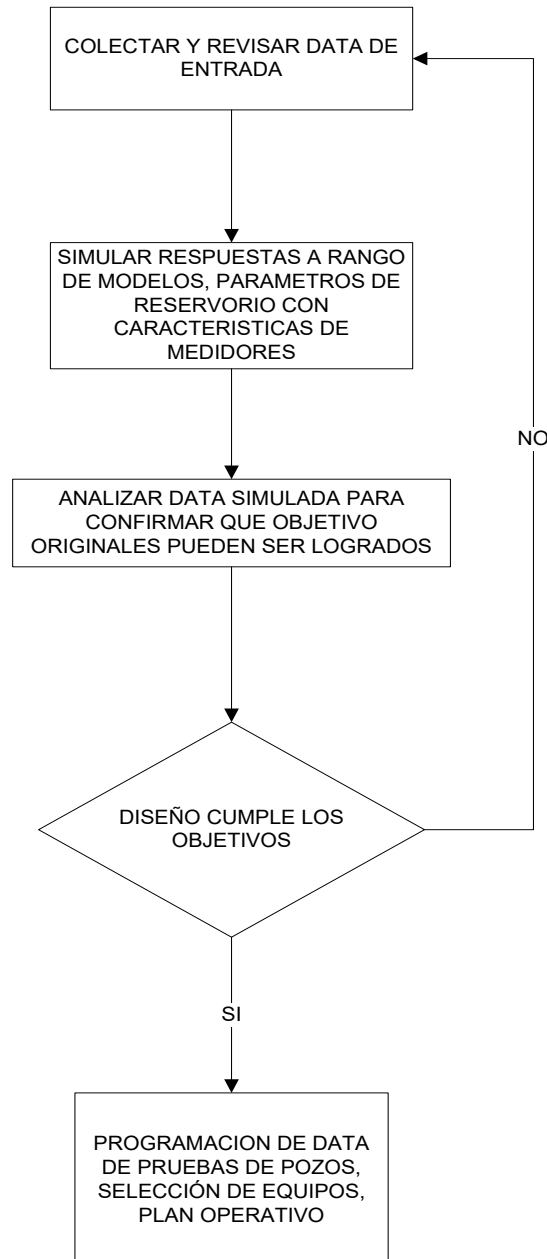 COLECTAR Y REVISAR DATA DE
ENTRADA
SIMULAR RESPUESTAS A RANGO
DE MODELOS, PARAMETROS DE
RESERVORIO CON
CARACTERISTICAS DE
MEDIDORES
NO
ANALIZAR DATA SIMULADA PARA
CONFIRMAR QUE OBJETIVO
ORIGINALES PUEDEN SER LOGRADOS
DISEÑO CUMPLE LOS
OBJETIVOS
SI
PROGRAMACION DE DATA
DE PRUEBAS DE POZOS,
SELECCIÓN DE EQUIPOS,
PLAN OPERATIVO